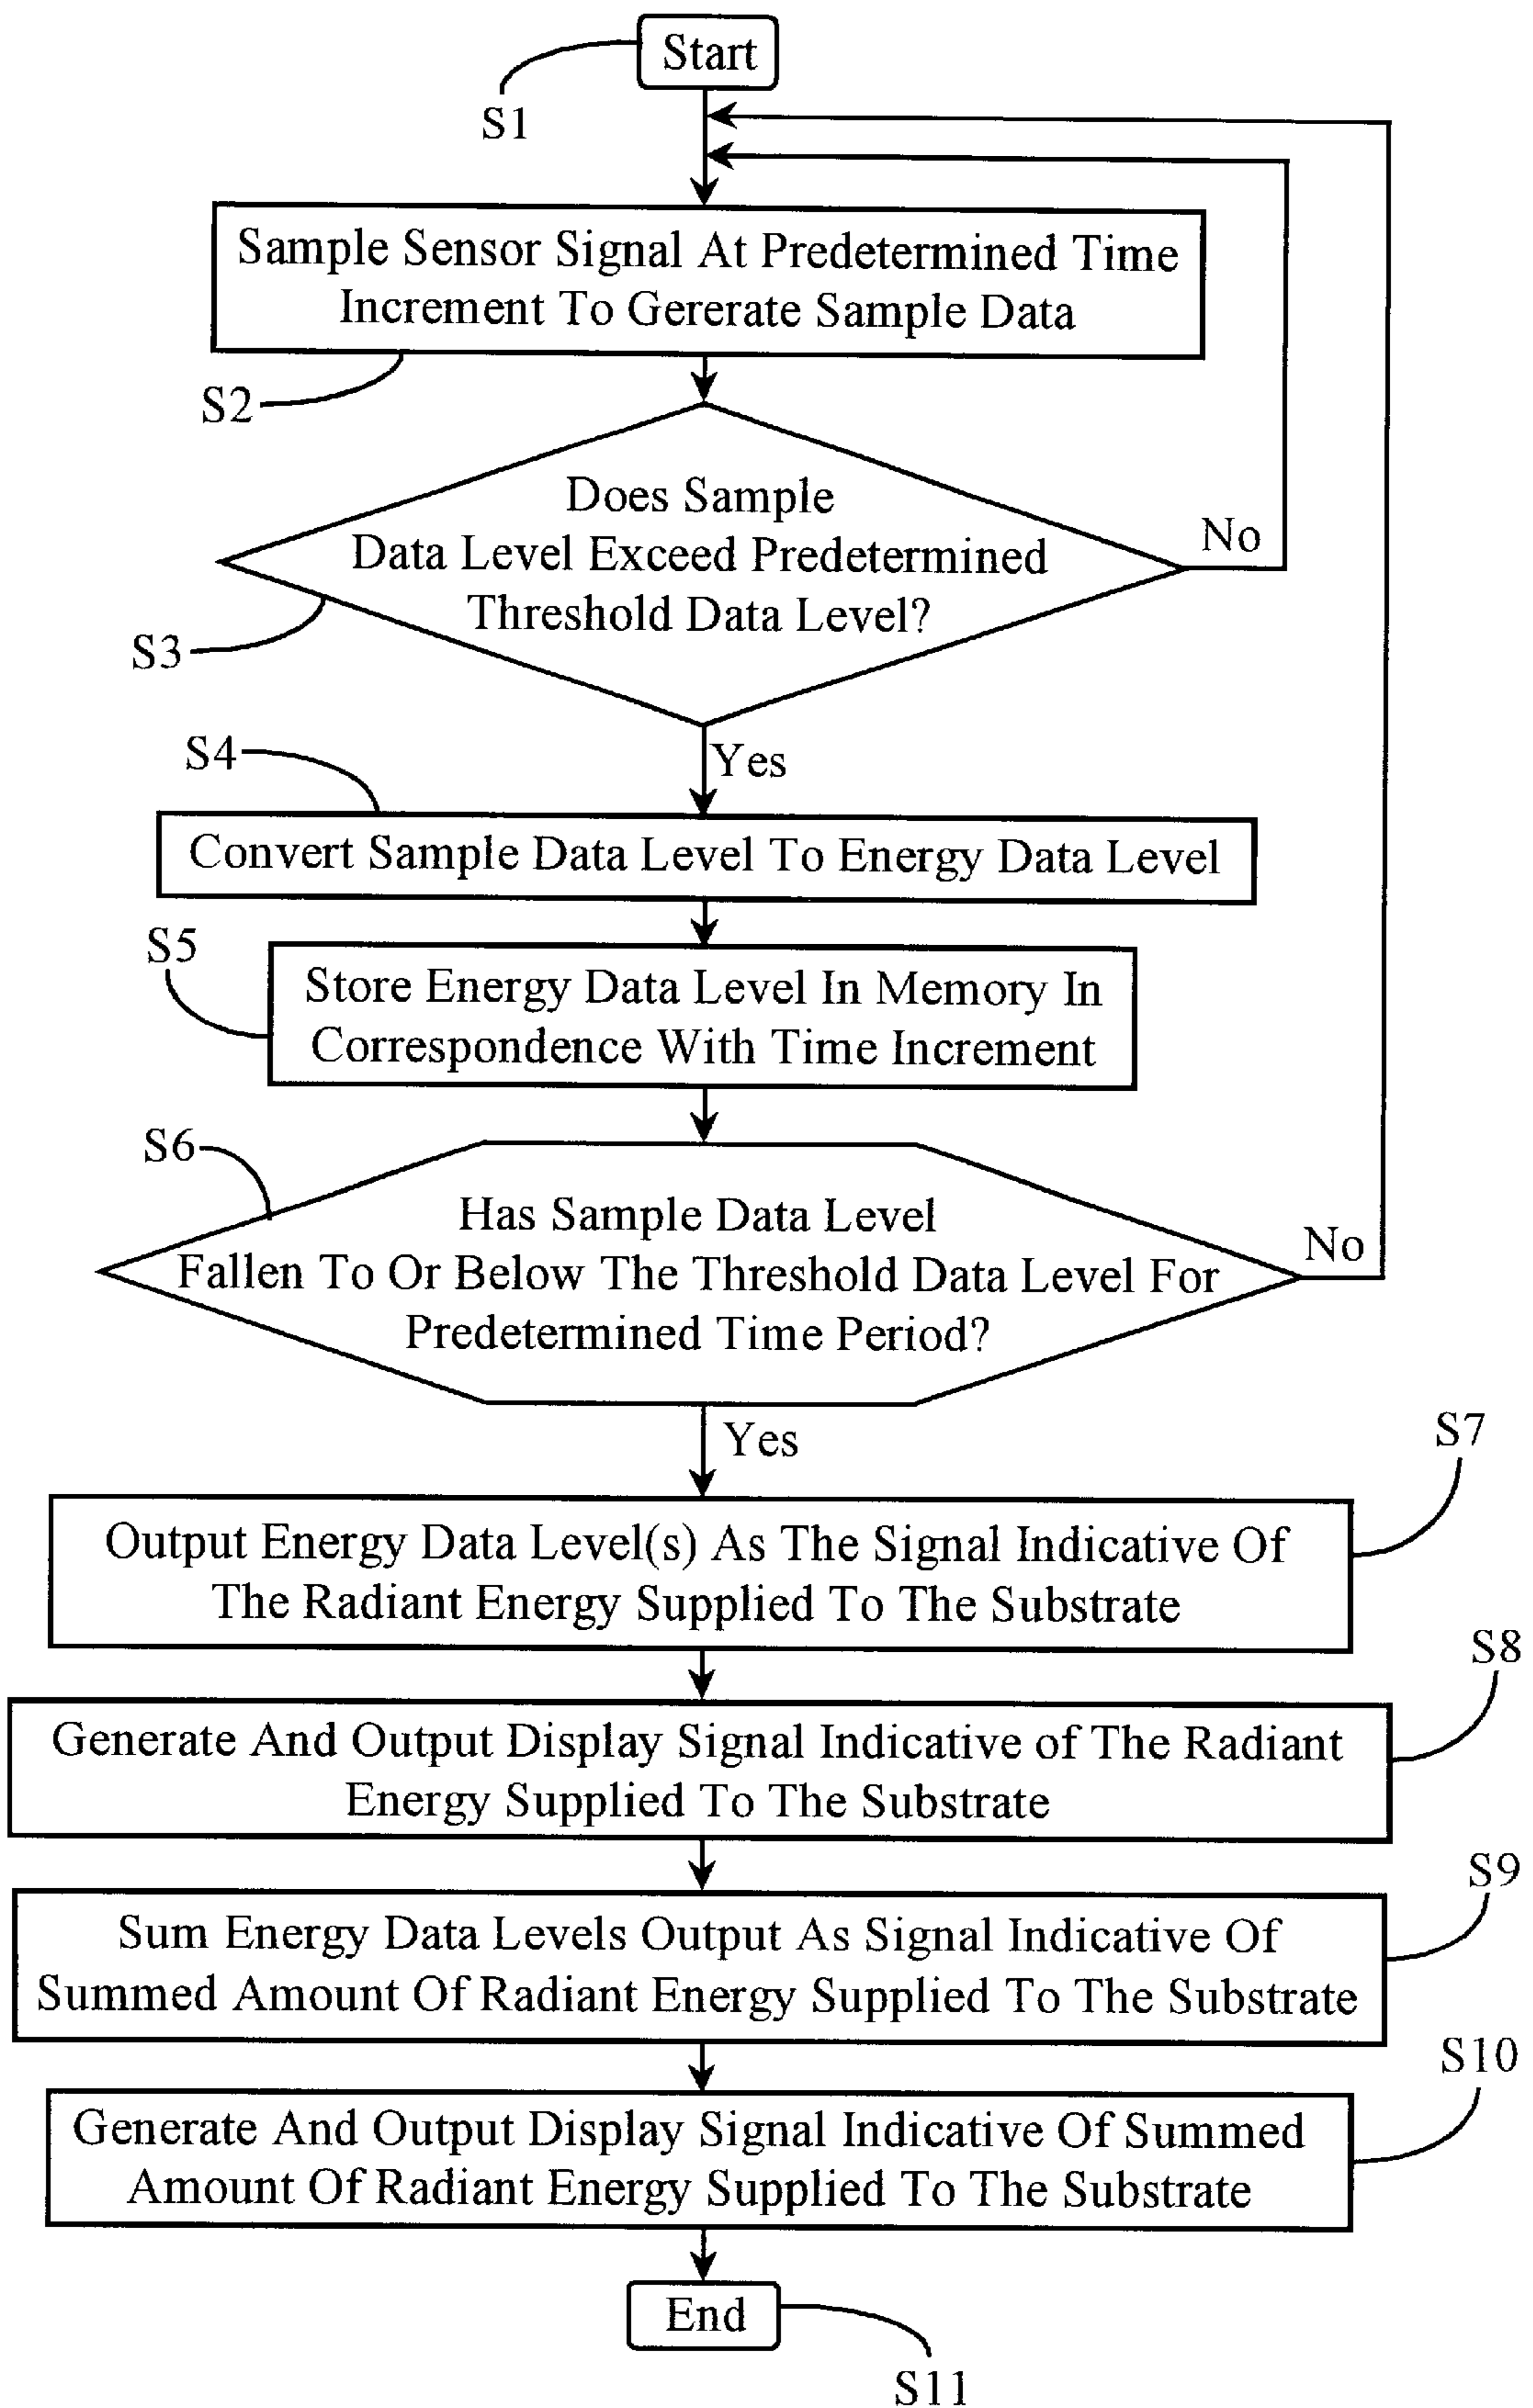 Start
S1
Sample Sensor Signal At Predetermined Time
Increment To Gererate Sample Data
S2
Does Sample
Data Level Exceed Predetermined
Threshold Data Level?
No
S3
Yes
S4
Convert Sample Data Level To Energy Data Level
S5
Store Energy Data Level In Memory In
Correspondence With Time Increment
S6
Has Sample Data Level
Fallen To Or Below The Threshold Data Level For
Predetermined Time Period?
No
Yes
S7
Output Energy Data Level(s) As The Signal Indicative Of
The Radiant Energy Supplied To The Substrate
S8
Generate And Output Display Signal Indicative of The Radiant
Energy Supplied To The Substrate
S9
Sum Energy Data Levels Output As Signal Indicative Of
Summed Amount Of Radiant Energy Supplied To The Substrate
S10
Generate And Output Display Signal Indicative Of Summed
Amount Of Radiant Energy Supplied To The Substrate
End
S11